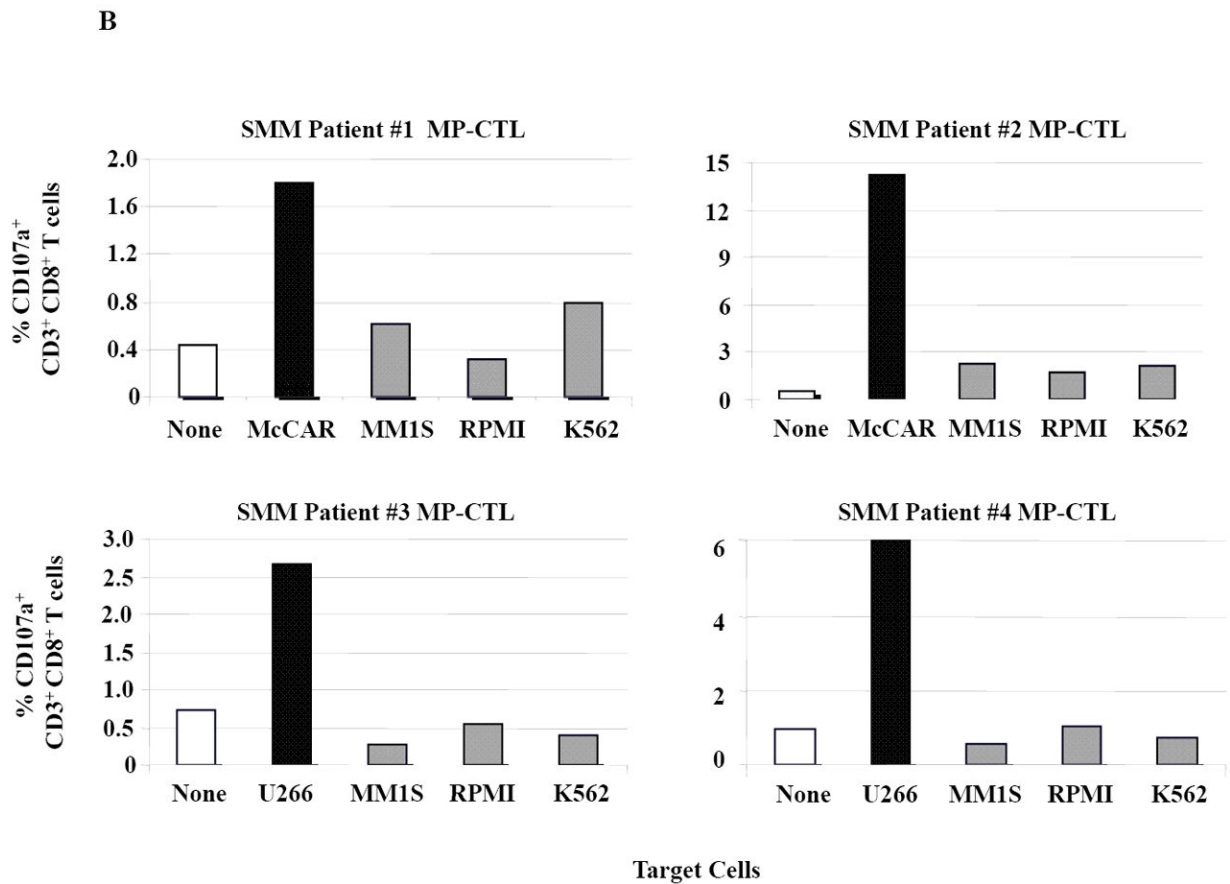 B
SMM Patient #1 MP-CTL
% CD107a⁺
CD3⁺ CD8⁺ T cells
2.0
1.6
1.2
0.8
0.4
0
None McCAR MM1S RPMI K562
SMM Patient #2 MP-CTL
15
12
9
6
3
0
None McCAR MM1S RPMI K562
SMM Patient #3 MP-CTL
% CD107a⁺
CD3⁺ CD8⁺ T cells
3.0
2.5
2.0
1.5
1.0
0.5
0
None U266 MM1S RPMI K562
SMM Patient #4 MP-CTL
6
4
2
0
None U266 MM1S RPMI K562
Target Cells